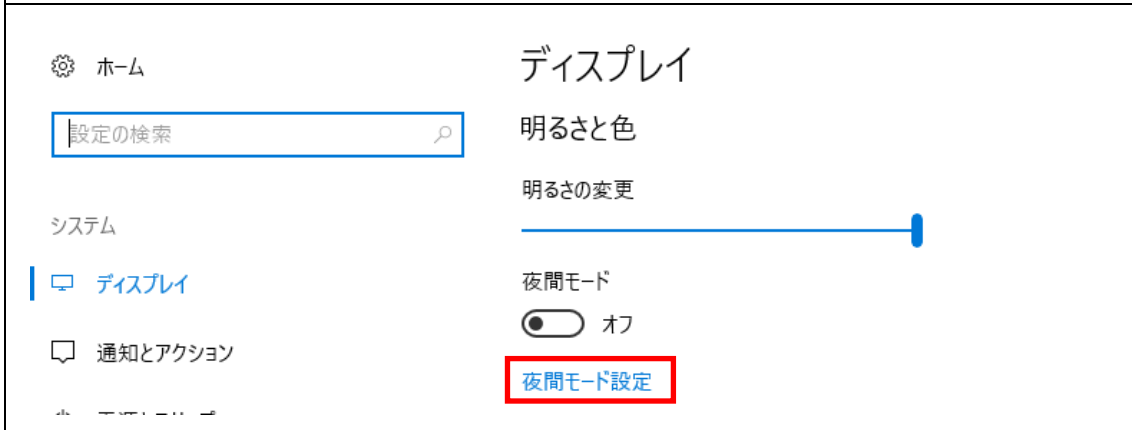 ホーム
設定の検索
システム
ディスプレイ
通知とアクション
ディスプレイ
明るさと色
明るさの変更
夜間モード
オフ
夜間モード設定